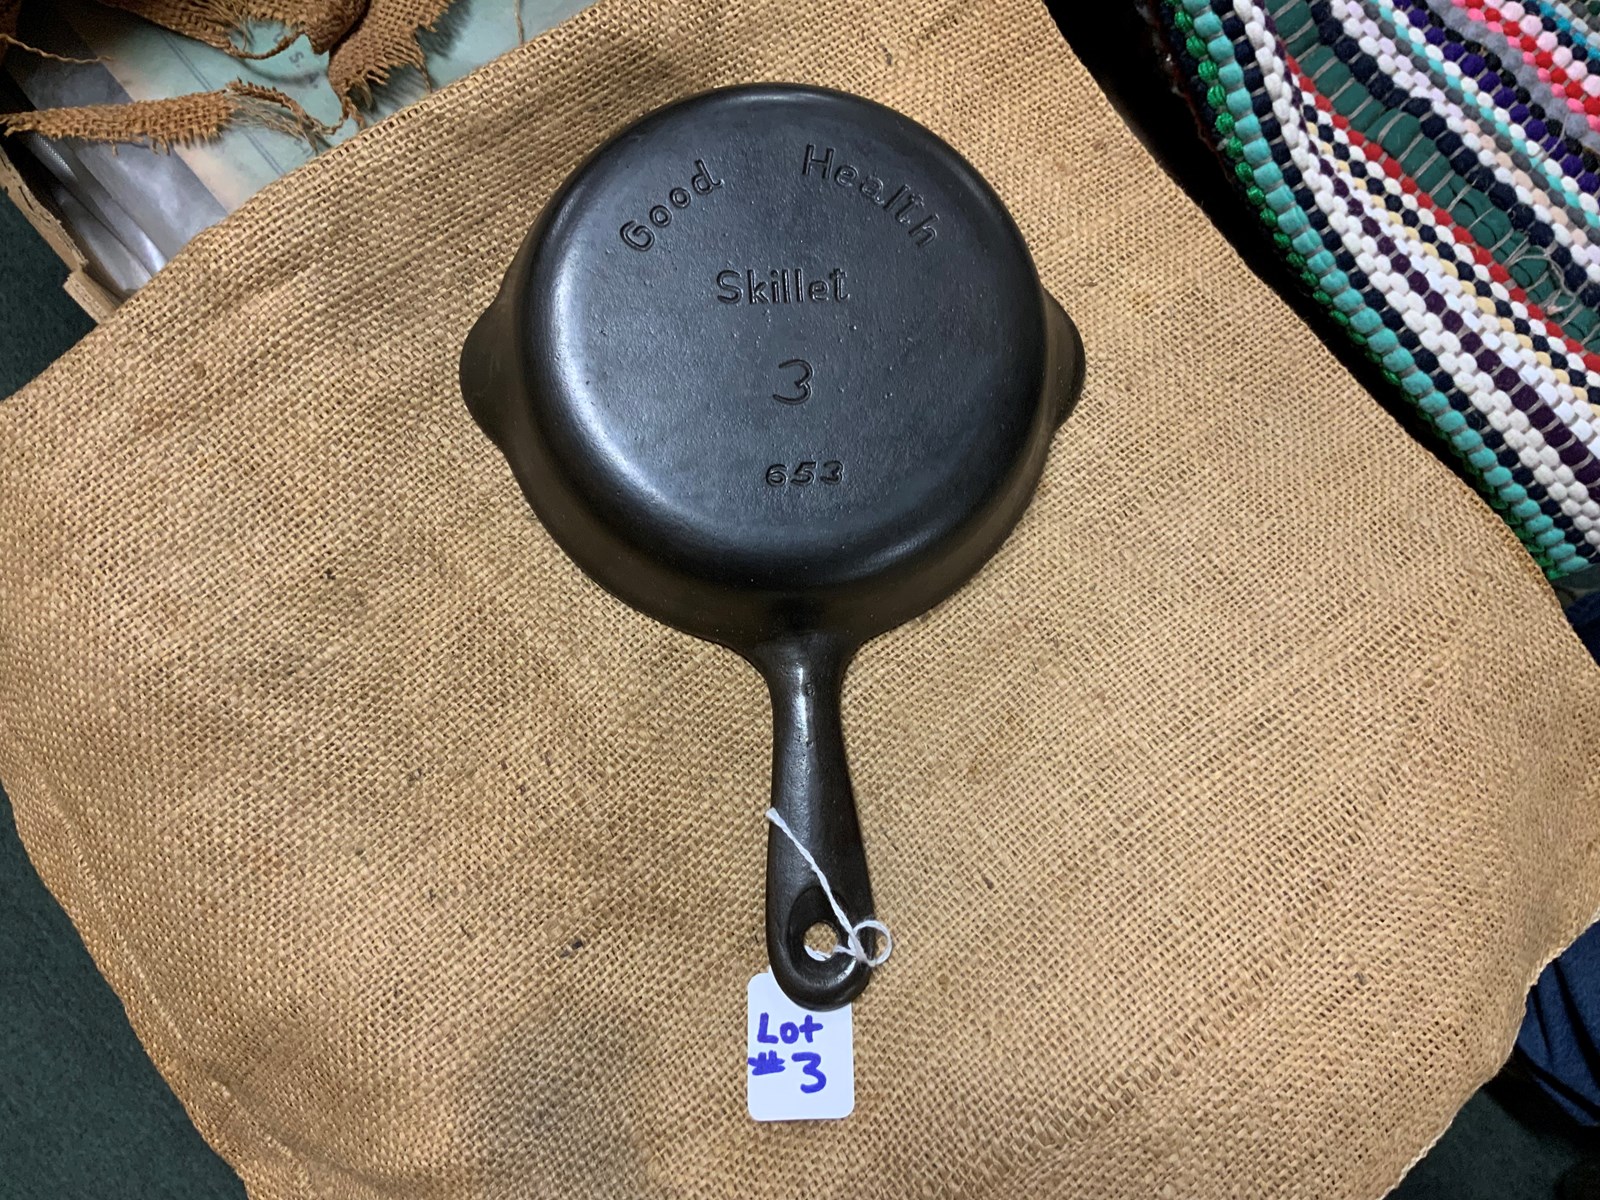 Good Health
Skillet
3
653
Lot
# 3